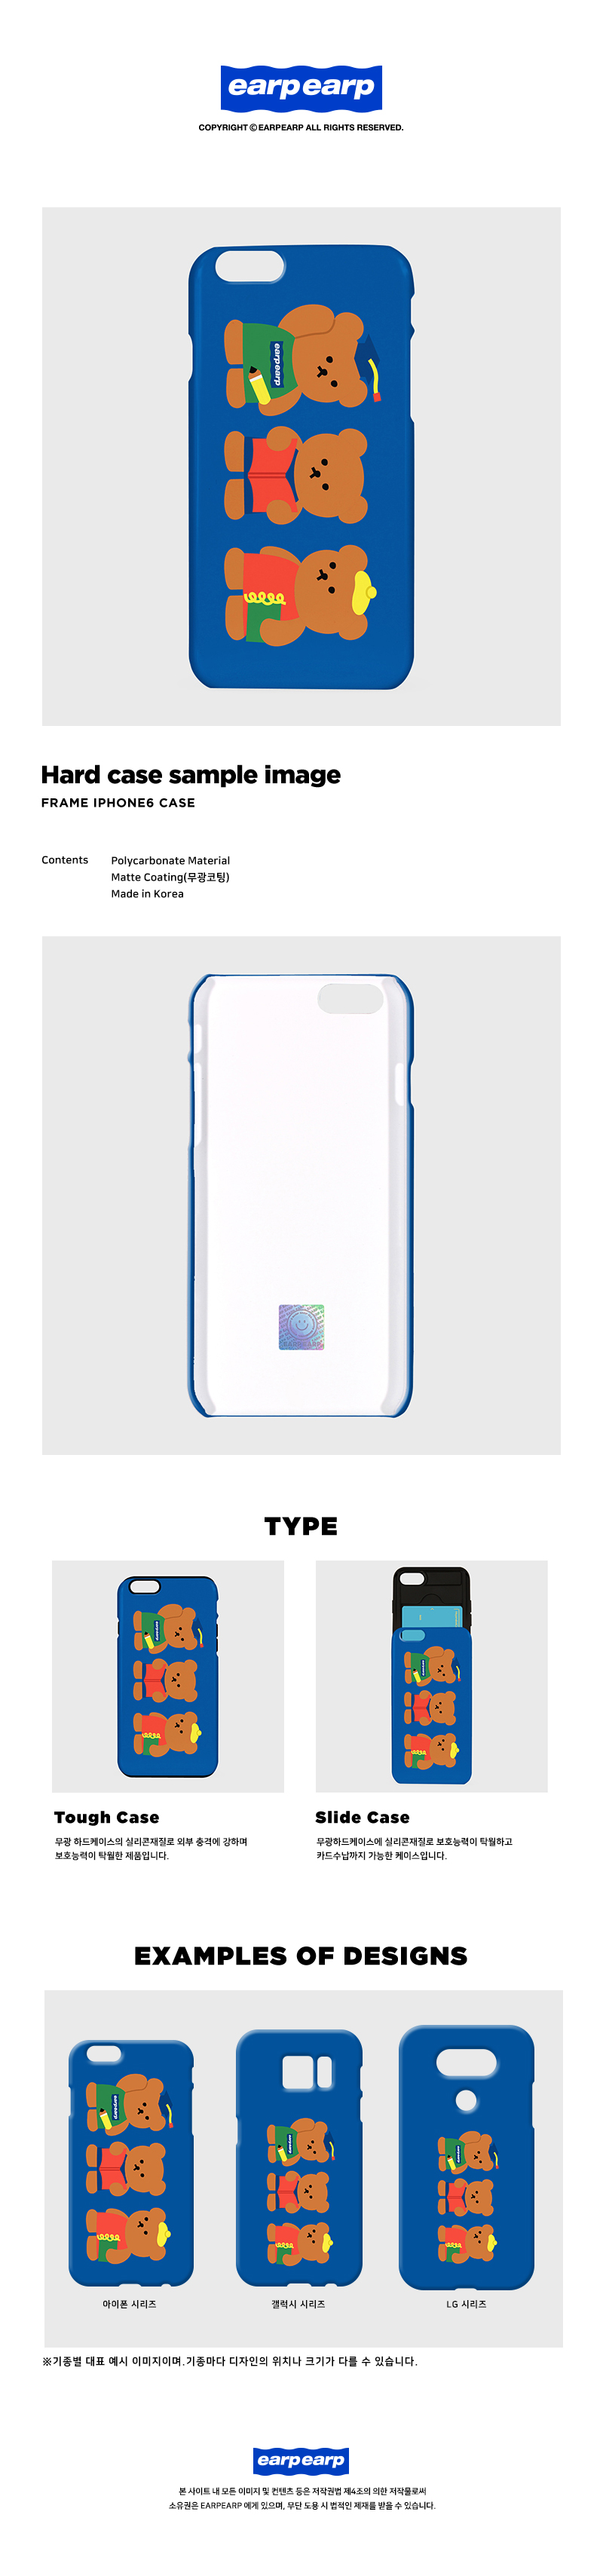 earp earp
COPYRIGHT © EARPEARP ALL RIGHTS RESERVED.
earpearp
Hard case sample image
FRAME IPHONE6 CASE
Contents
Polycarbonate Material
Matte Coating(무광코팅)
Made in Korea
TYPE
Tough Case
무광 하드케이스의 실리콘재질로 외부 충격에 강하며
보호능력이 탁월한 제품입니다.
Slide Case
무광하드케이스에 실리콘재질로 보호능력이 탁월하고
카드수납까지 가능한 케이스입니다.
EXAMPLES OF DESIGNS
earpearp
earpearp
아이폰 시리즈
갤럭시 시리즈
LG 시리즈
※기종별 대표 예시 이미지이며.기종마다 디자인의 위치나 크기가 다를 수 있습니다.
earp earp
본 사이트 내 모든 이미지 및 컨텐츠 등은 저작권법 제4조의 의한 저작물로써
소유권은 EARPEARP 에게 있으며, 무단 도용 시 법적인 제재를 받을 수 있습니다.